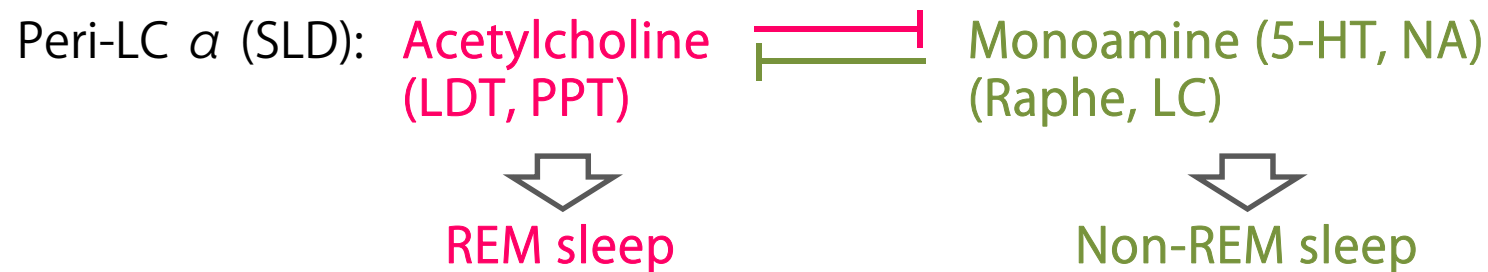 Peri-LC α (SLD): Acetylcholine Monoamine (5-HT, NA)
(LDT, PPT) (Raphe, LC)
REM sleep Non-REM sleep